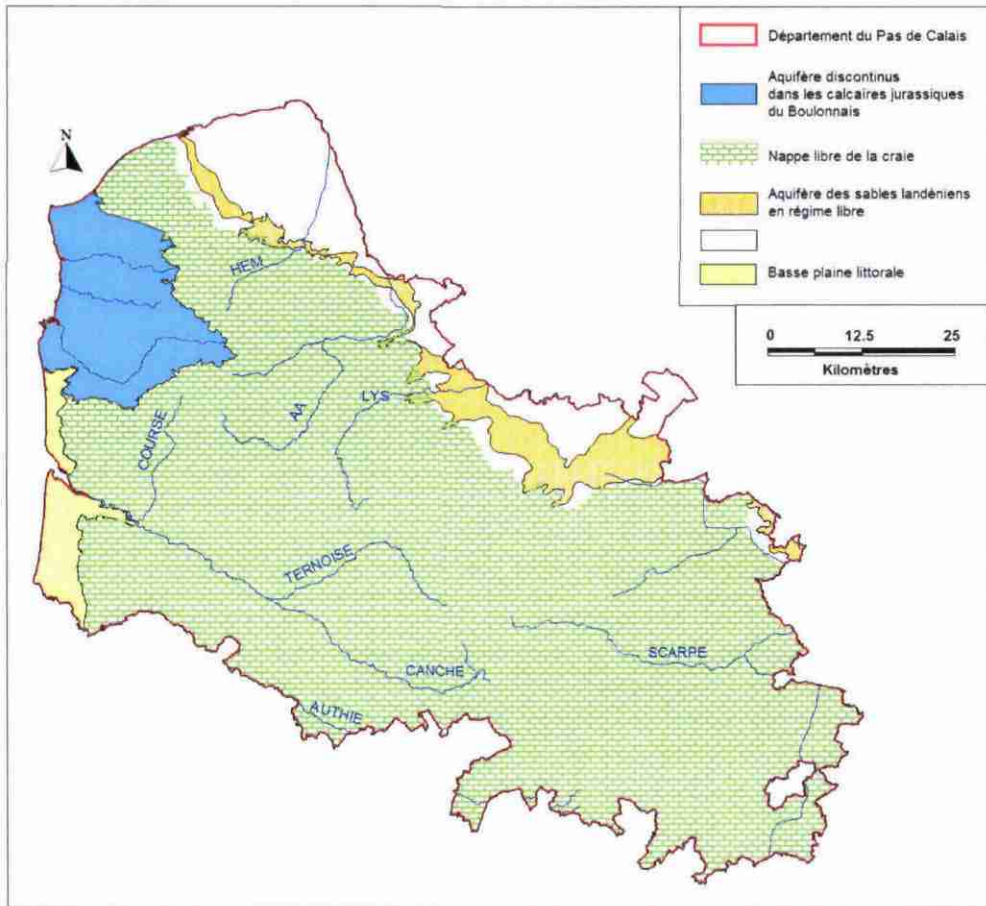 Département du Pas de Calais
Aquifère discontinus
dans les calcaires jurassiques
du Boulonnais
Nappe libre de la craie
Aquifère des sables landéniens
en régime libre
Basse plaine littorale
0 12.5 25
Kilomètres
N
HEM
AA
LYS
COURSE
TERNOISE
SCARPE
CANCHE
AUTHIE